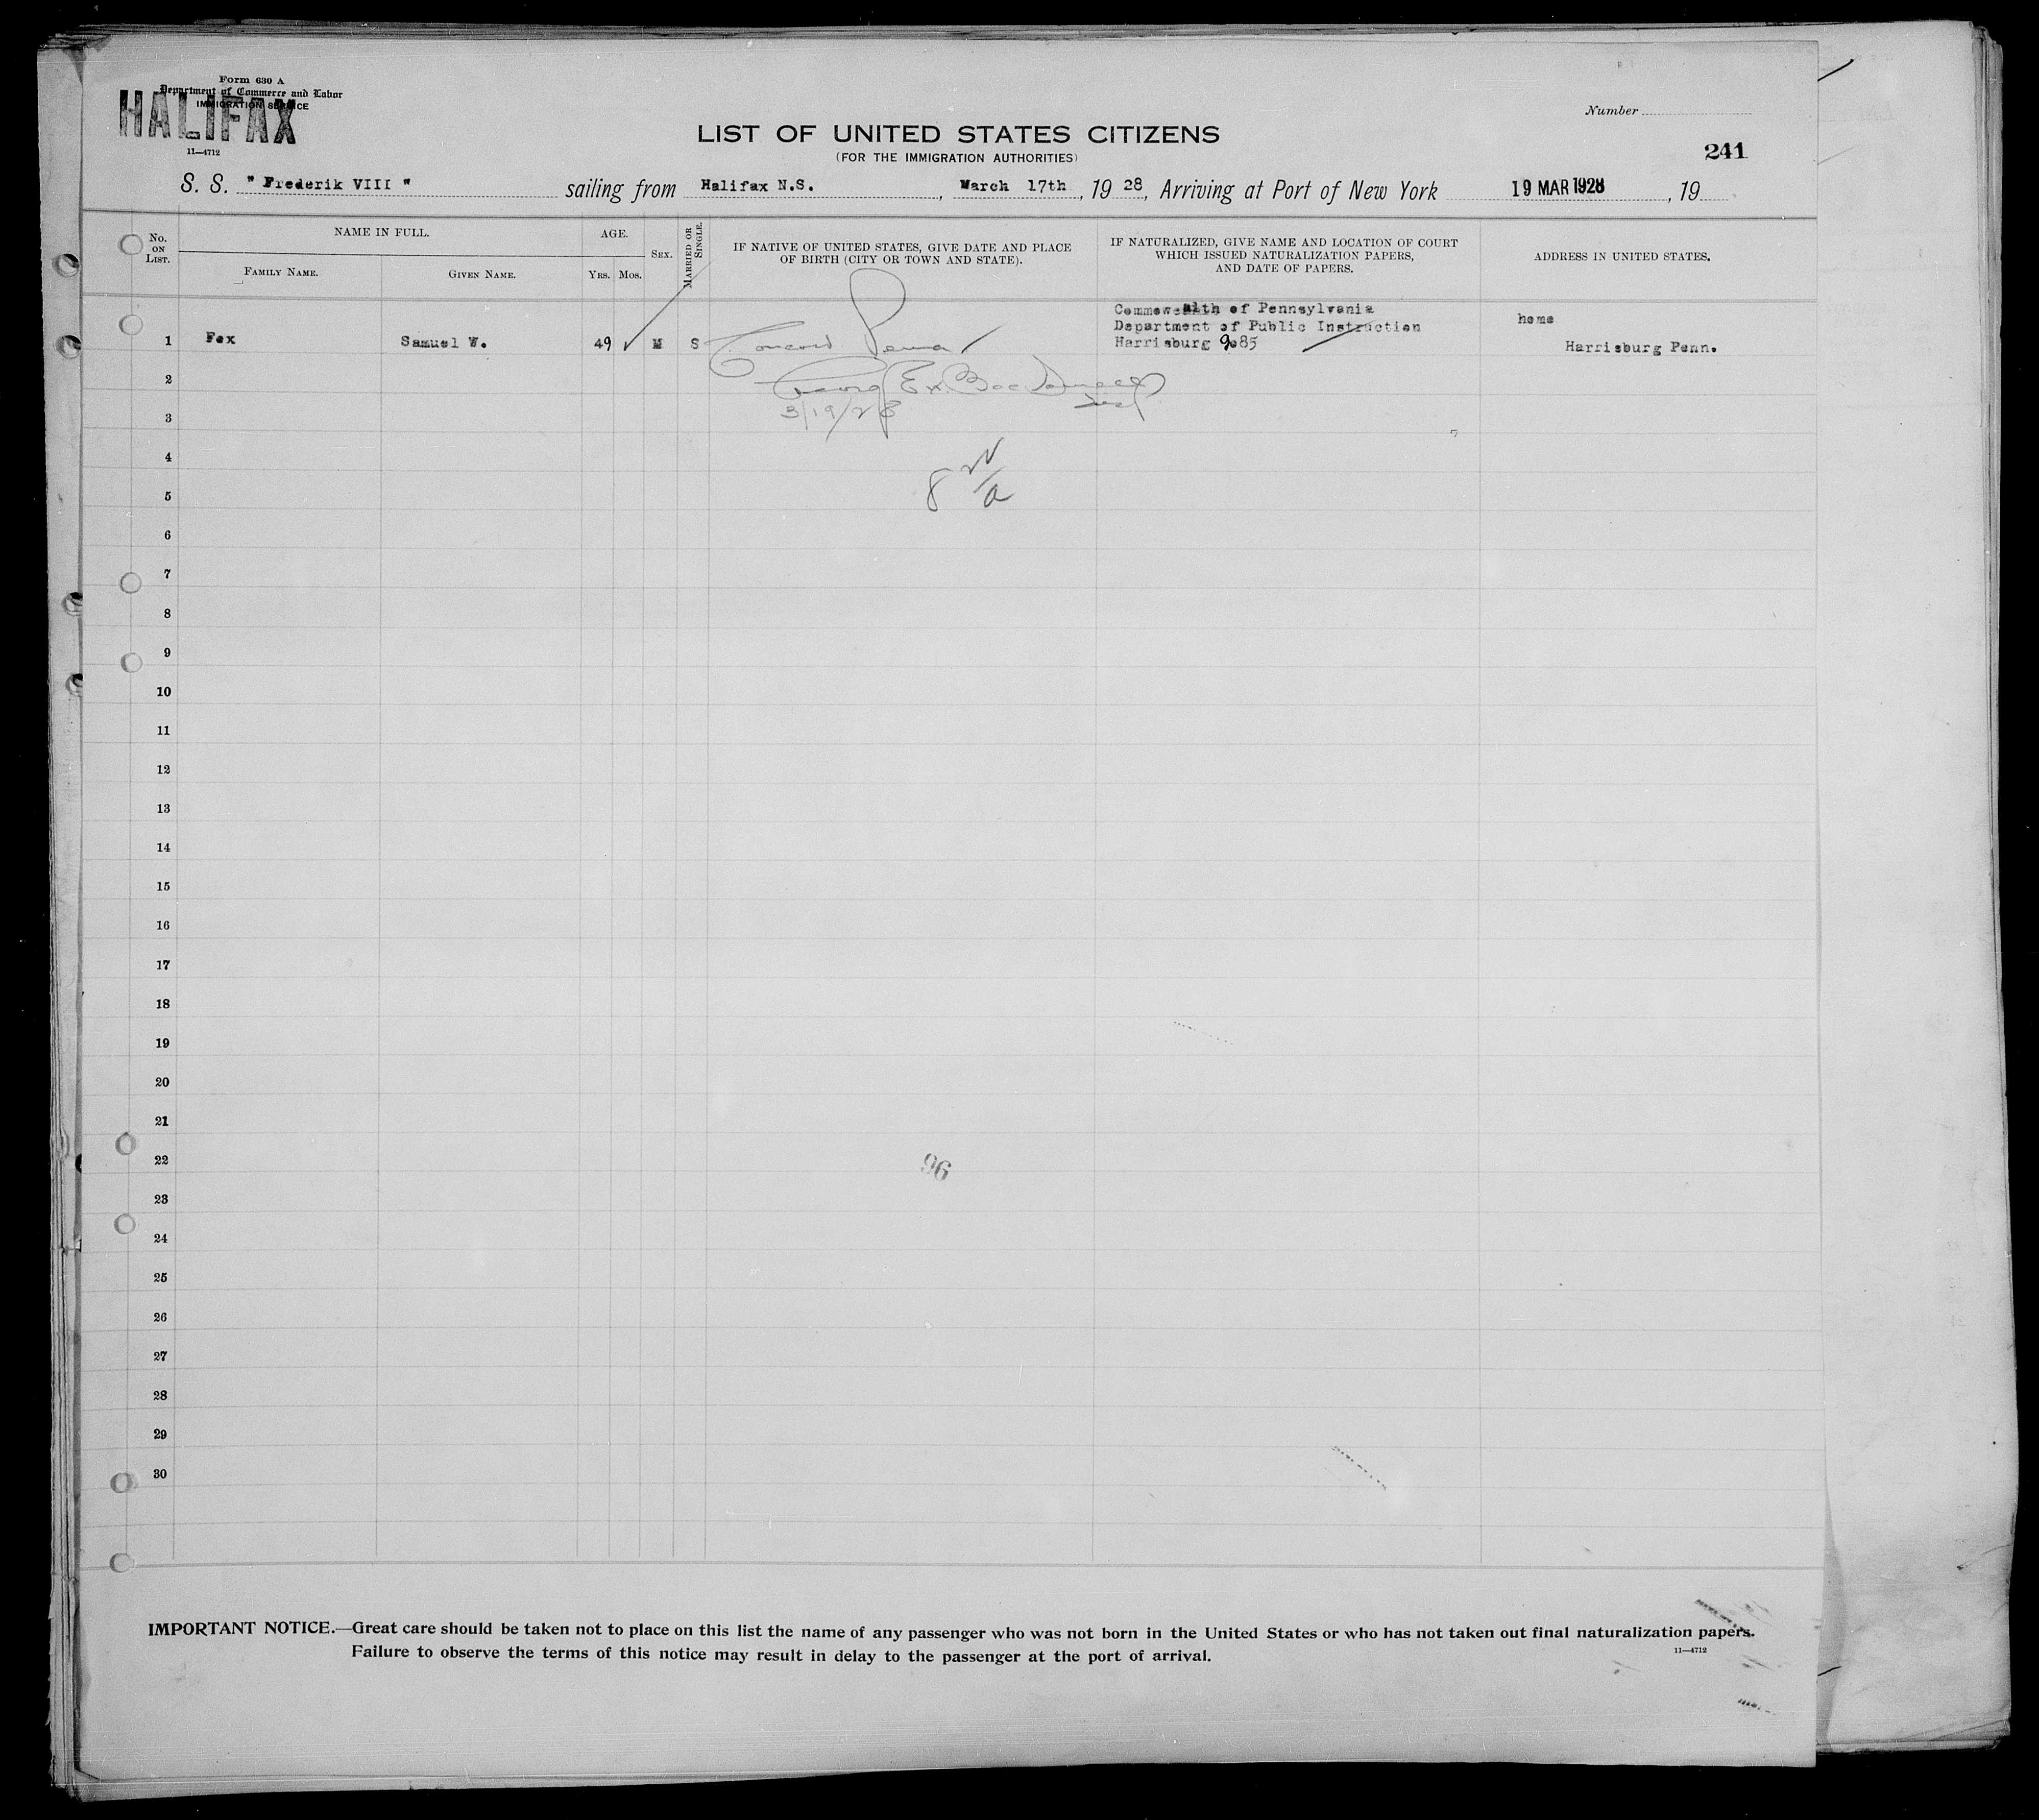 Form 630 A
Department of Commerce and Labor
IMMIGRATION SERVICE
HALIFAX
11—4712
Number
LIST OF UNITED STATES CITIZENS
(FOR THE IMMIGRATION AUTHORITIES)
241
S. S. " Frederik VIII " sailing from Halifax N.S. , March 17th , 19 28 , Arriving at Port of New York 19 MAR 1928 , 19
No. ON LIST.
NAME IN FULL.
FAMILY NAME.
GIVEN NAME.
AGE.
YRS. MOS.
SEX.
MARRIED OR SINGLE.
IF NATIVE OF UNITED STATES, GIVE DATE AND PLACE
OF BIRTH (CITY OR TOWN AND STATE).
IF NATURALIZED, GIVE NAME AND LOCATION OF COURT
WHICH ISSUED NATURALIZATION PAPERS,
AND DATE OF PAPERS.
ADDRESS IN UNITED STATES.
Commowealth of Pennsylvania
Department of Public Instruction
Harrisburg 9085
home
1 Fox Samuel W. 49 ✓ M S Concord Penna Harrisburg Penn.
2
3 3/19/28
4
5 8
6
7
8
9
10
11
12
13
14
15
16
17
18
19
20
21
22 96
23
24
25
26
27
28
29
30
IMPORTANT NOTICE.—Great care should be taken not to place on this list the name of any passenger who was not born in the United States or who has not taken out final naturalization papers.
Failure to observe the terms of this notice may result in delay to the passenger at the port of arrival.
11—4712